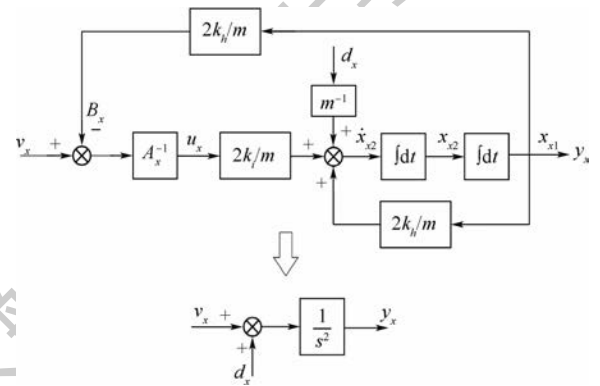 2k_h/m
d_x
m⁻¹
B_x
−
v_x + A_x⁻¹ u_x 2k_i/m + + ẋ_x2 ∫dt x_x2 ∫dt x_x1 y_x
+
2k_h/m
v_x + 1/s² y_x
+
d_x